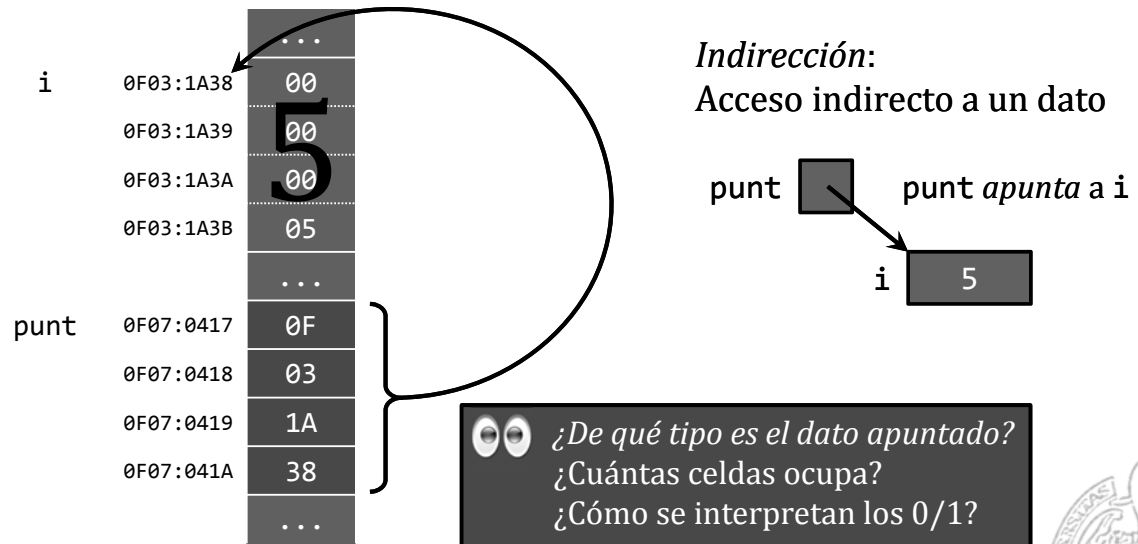 ...
i 0F03:1A38 00
0F03:1A39 00
0F03:1A3A 00
0F03:1A3B 05
5
...
punt 0F07:0417 0F
0F07:0418 03
0F07:0419 1A
0F07:041A 38
...
Indirección:
Acceso indirecto a un dato
punt punt apunta a i
i 5
¿De qué tipo es el dato apuntado?
¿Cuántas celdas ocupa?
¿Cómo se interpretan los 0/1?